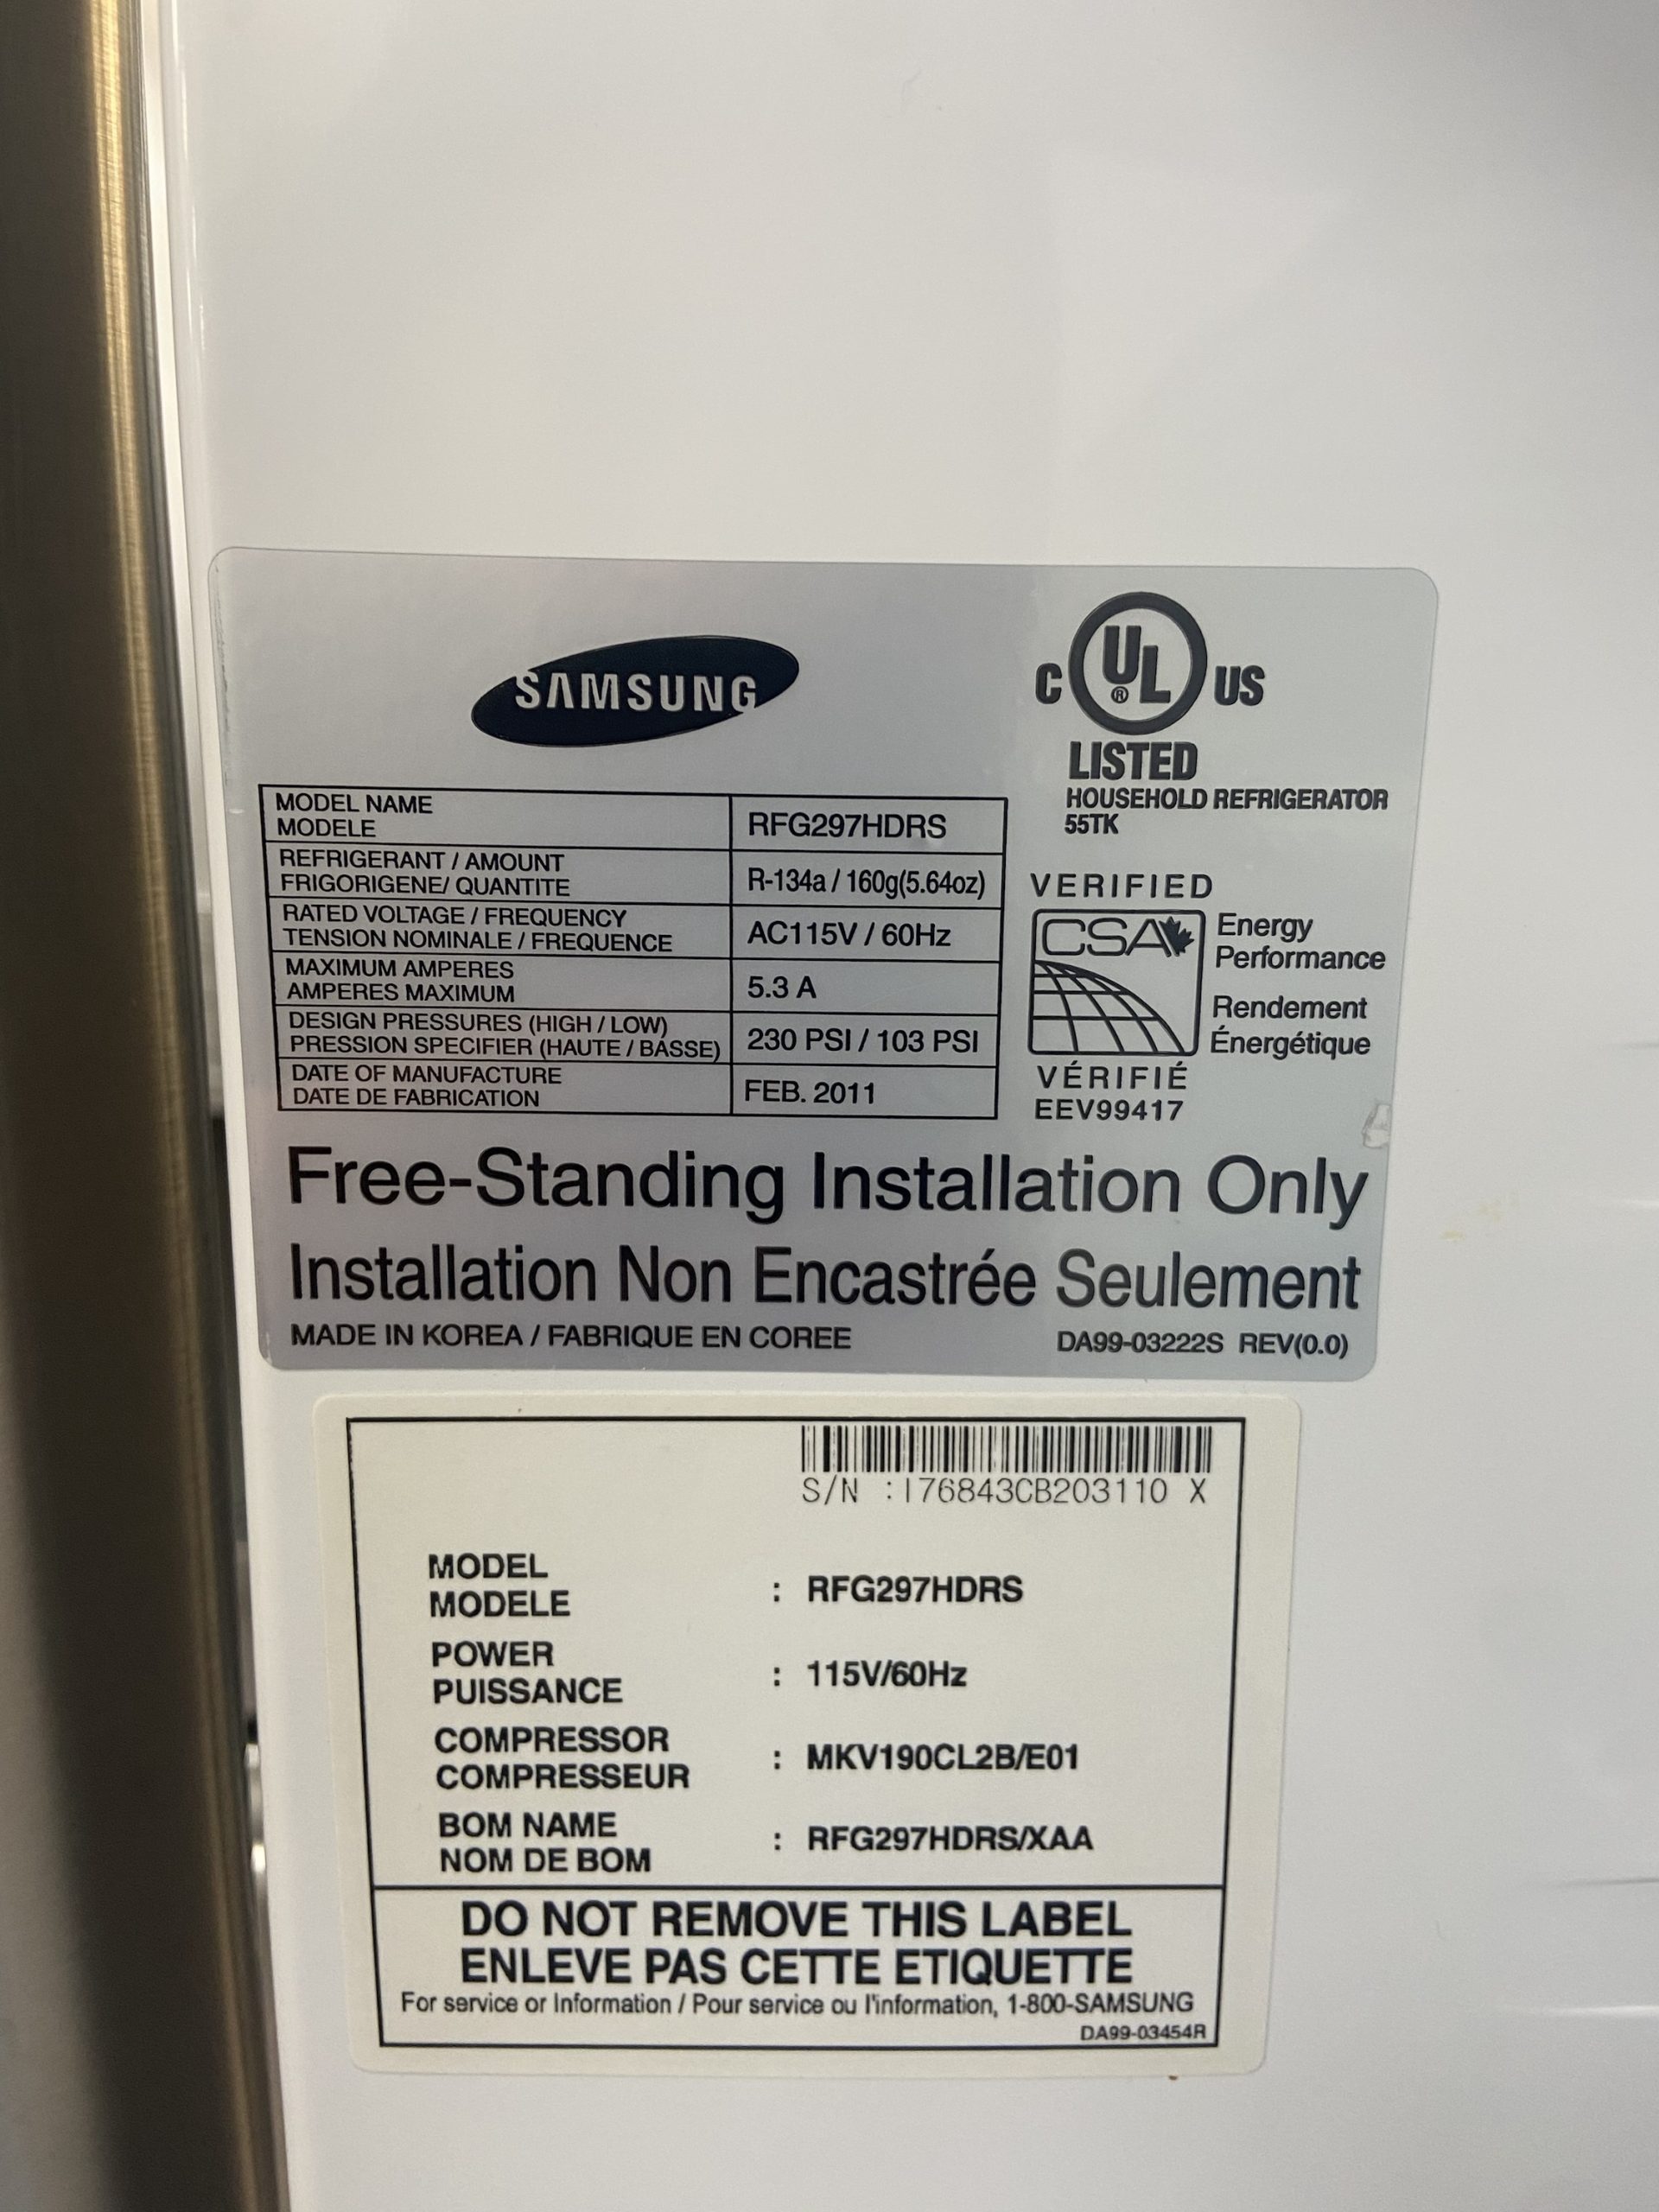 SAMSUNG
C UL® US
LISTED
HOUSEHOLD REFRIGERATOR
55TK
MODEL NAME
MODELE
RFG297HDRS
REFRIGERANT / AMOUNT
FRIGORIGENE/ QUANTITE
R-134a / 160g(5.64oz)
RATED VOLTAGE / FREQUENCY
TENSION NOMINALE / FREQUENCE
AC115V / 60Hz
MAXIMUM AMPERES
AMPERES MAXIMUM
5.3 A
DESIGN PRESSURES (HIGH / LOW)
PRESSION SPECIFIER (HAUTE / BASSE)
230 PSI / 103 PSI
DATE OF MANUFACTURE
DATE DE FABRICATION
FEB. 2011
VERIFIED
CSA
Energy
Performance
Rendement
Énergétique
VÉRIFIÉ
EEV99417
Free-Standing Installation Only
Installation Non Encastrée Seulement
MADE IN KOREA / FABRIQUE EN COREE
DA99-03222S REV(0.0)
S/N :I76843CB203110 X
MODEL
MODELE
: RFG297HDRS
POWER
PUISSANCE
: 115V/60Hz
COMPRESSOR
COMPRESSEUR
: MKV190CL2B/E01
BOM NAME
NOM DE BOM
: RFG297HDRS/XAA
DO NOT REMOVE THIS LABEL
ENLEVE PAS CETTE ETIQUETTE
For service or Information / Pour service ou l'information, 1-800-SAMSUNG
DA99-03454R